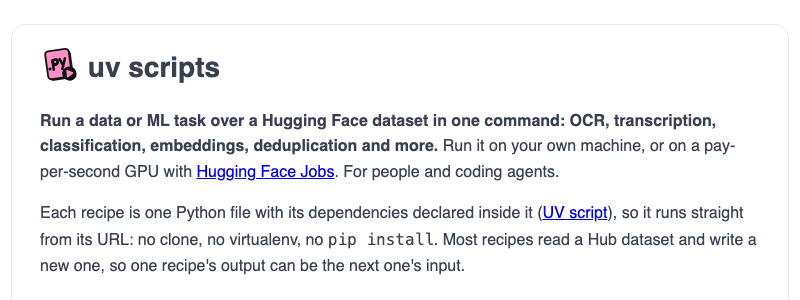 .PY
uv scripts
Run a data or ML task over a Hugging Face dataset in one command: OCR, transcription,
classification, embeddings, deduplication and more. Run it on your own machine, or on a pay-
per-second GPU with Hugging Face Jobs. For people and coding agents.
Each recipe is one Python file with its dependencies declared inside it (UV script), so it runs straight
from its URL: no clone, no virtualenv, no pip install. Most recipes read a Hub dataset and write a
new one, so one recipe's output can be the next one's input.